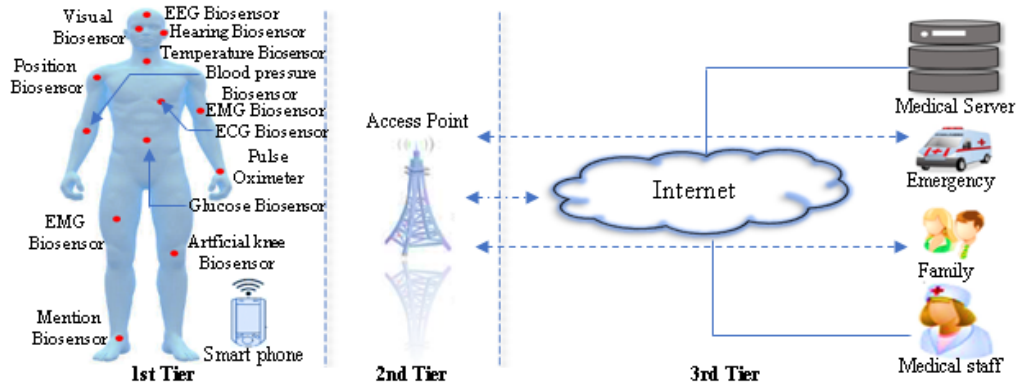 EEG Biosensor
Visual
Biosensor
Hearing Biosensor
Temperature Biosensor
Position
Biosensor
Blood pressure
Biosensor
EMG Biosensor
ECG Biosensor
Pulse
Oximeter
Glucose Biosensor
EMG
Biosensor
Artficial knee
Biosensor
Mention
Biosensor
Smart phone
1st Tier
Access Point
2nd Tier
Internet
Medical Server
Emergency
Family
Medical staff
3rd Tier